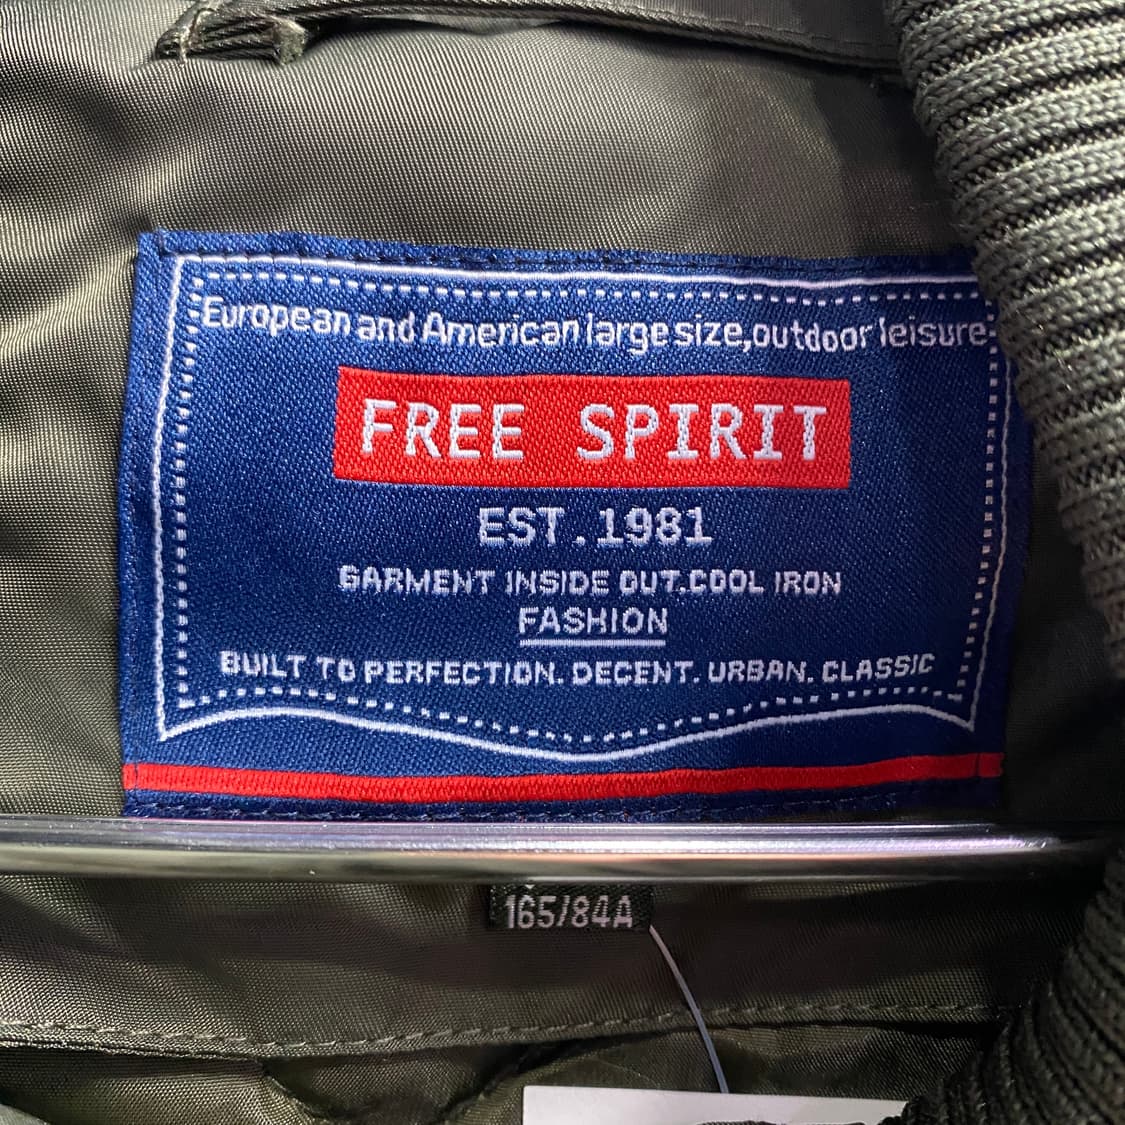 European and American large size,outdoor leisure
FREE SPIRIT
EST.1981
GARMENT INSIDE OUT.COOL IRON
FASHION
BUILT TO PERFECTION. DECENT. URBAN. CLASSIC
165/84A